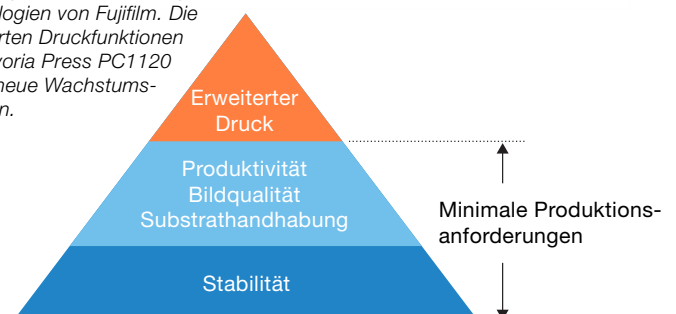 logien von Fujifilm. Die
rten Druckfunktionen
voria Press PC1120
neue Wachstums-
n.
Erweiterter
Druck
Produktivität
Bildqualität
Substrathandhabung
Minimale Produktions-
anforderungen
Stabilität